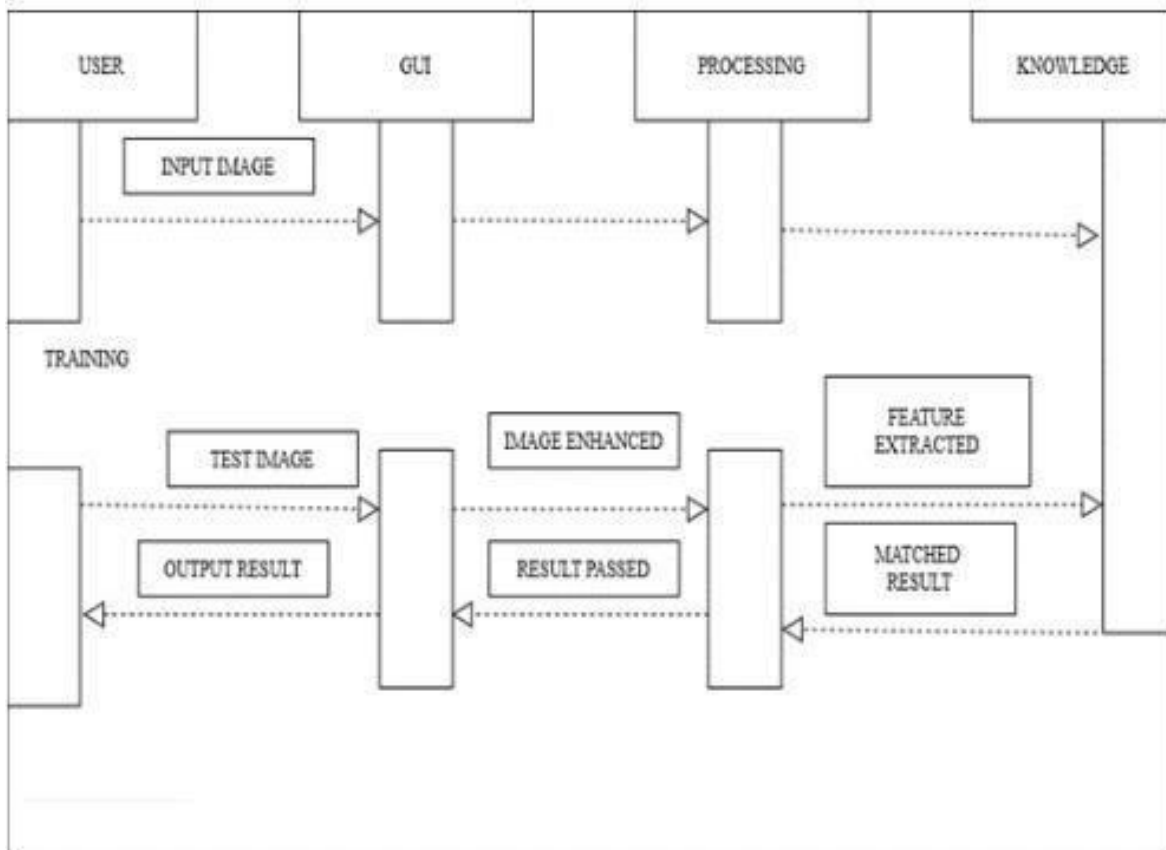 USER
GUI
PROCESSING
KNOWLEDGE
INPUT IMAGE
TRAINING
TEST IMAGE
IMAGE ENHANCED
FEATURE
EXTRACTED
OUTPUT RESULT
RESULT PASSED
MATCHED
RESULT